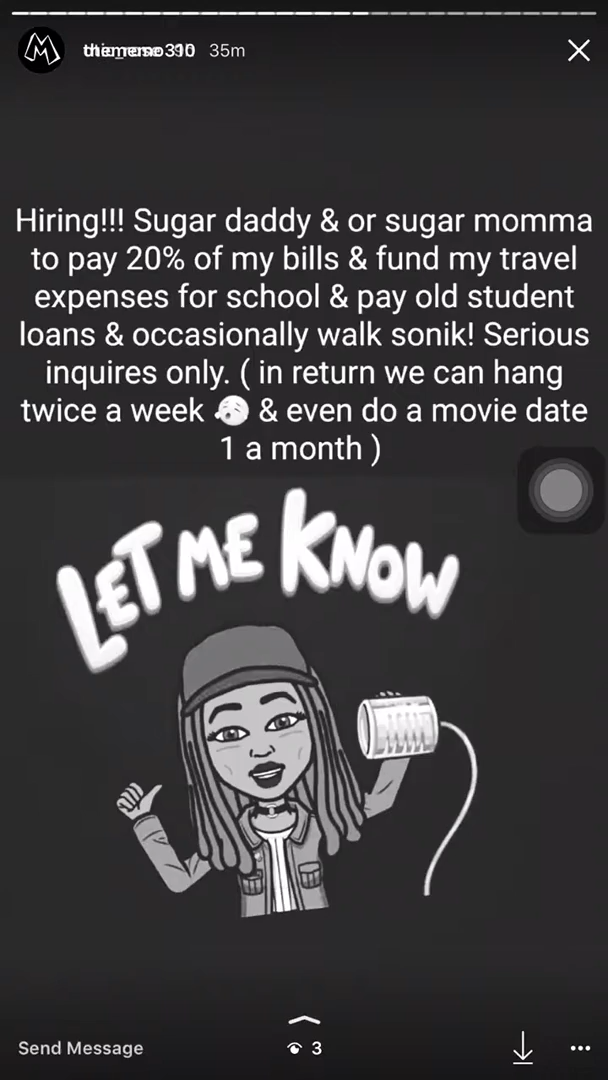 35m
Hiring!!! Sugar daddy & or sugar momma
to pay 20% of my bills & fund my travel
expenses for school & pay old student
loans & occasionally walk sonik! Serious
inquires only. ( in return we can hang
twice a week 😥 & even do a movie date
1 a month )
LET ME KNOW
Send Message
3